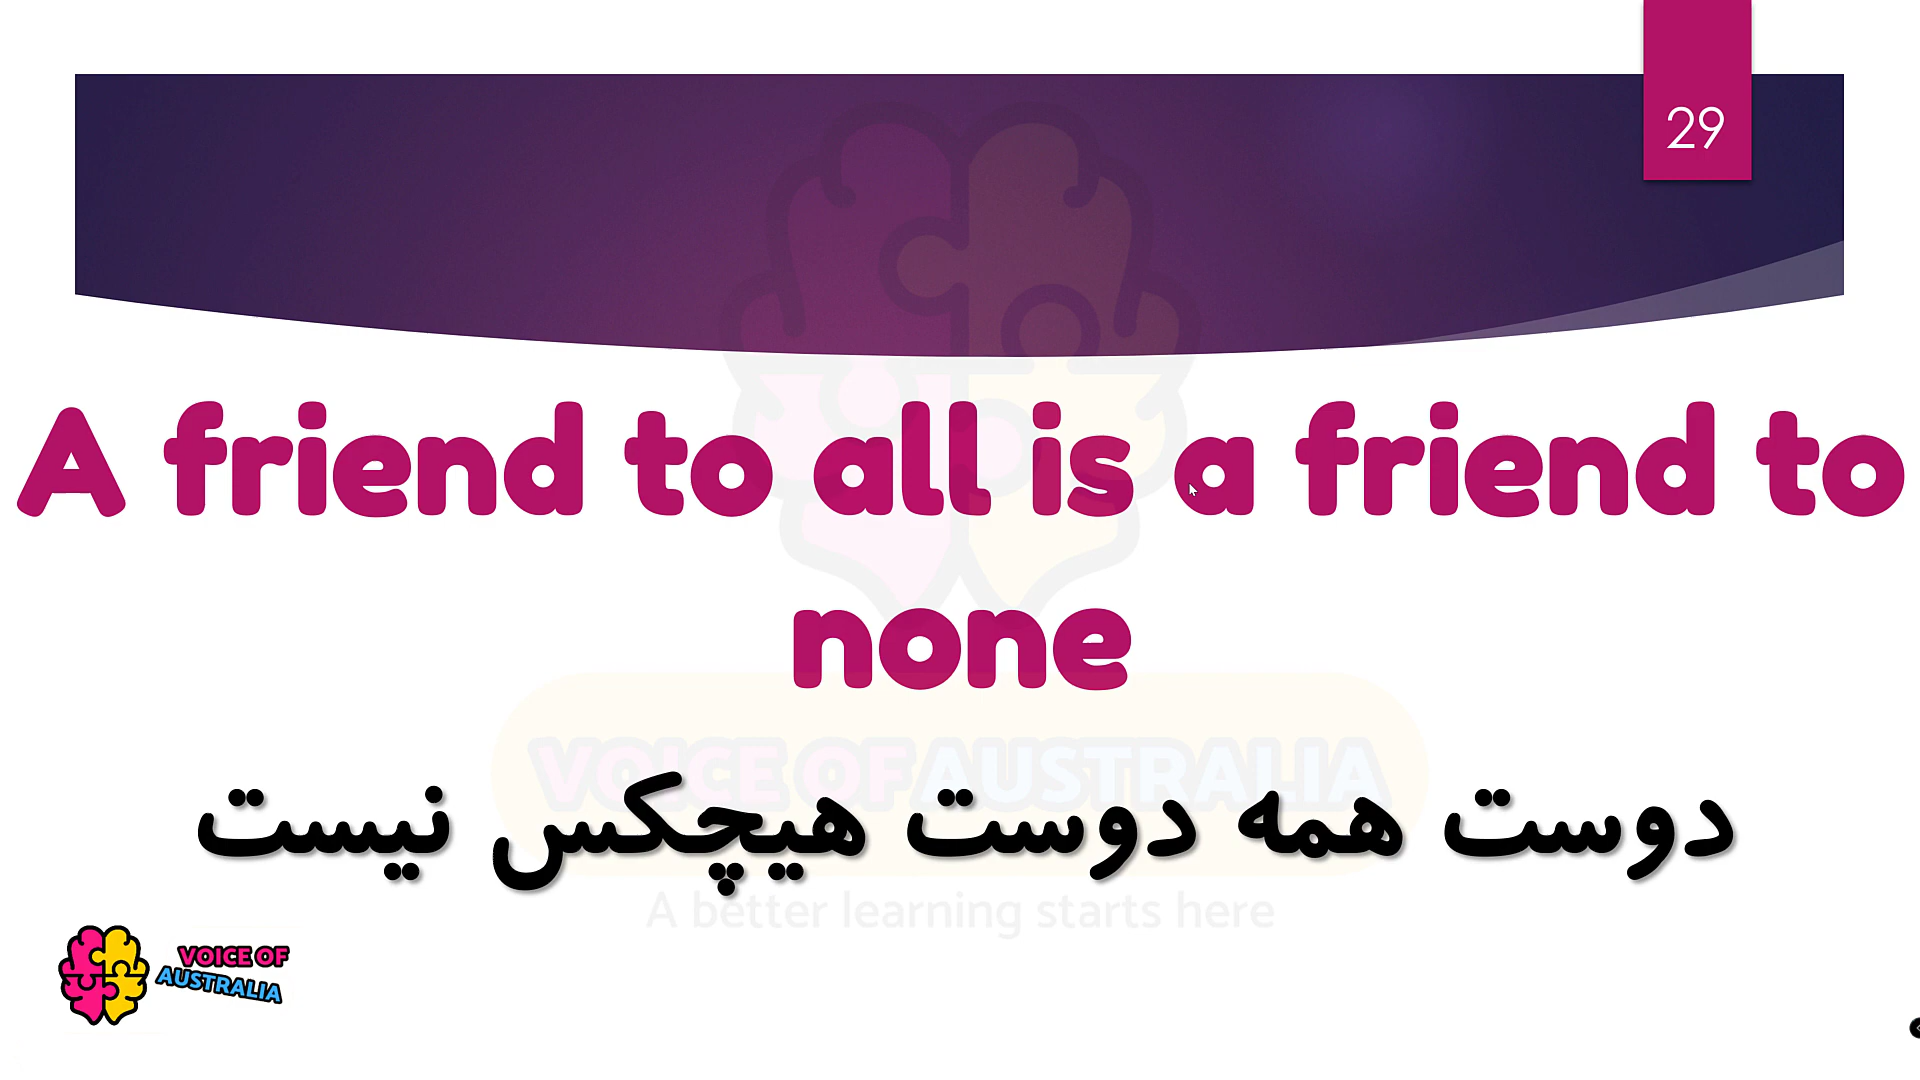 29
A friend to all is a friend to
none
VOICE OF AUSTRALIA
دوست همه دوست هیچکس نیست
A better learning starts here
VOICE OF
AUSTRALIA